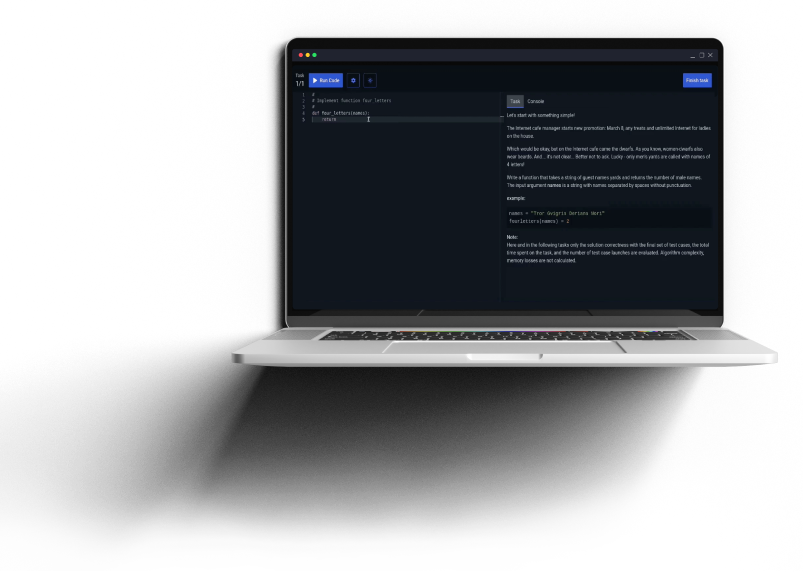 Task
1/1
Run Code
Finish task
1 #
2 # Implement function four_letters
3 #
4 def four_letters(names):
5 return
Task Console
Let's start with something simple!
The Internet cafe manager starts new promotion: March 8, any treats and unlimited Internet for ladies
on the house.
Which would be okay, but on the Internet cafe came the dwarfs. As you know, women-dwarfs also
wear beards. And... it's not clear... Better not to ask. Lucky - only men's yards are called with names of
4 letters!
Write a function that takes a string of guest names yards and returns the number of male names.
The input argument names is a string with names separated by spaces without punctuation.
example:
names = "Tror Gvigris Doriana Veri"
fourletters(names) = 2
Note:
Here and in the following tasks only the solution correctness with the final set of test cases, the total
time spent on the task, and the number of test case launches are evaluated. Algorithm complexity,
memory losses are not calculated.